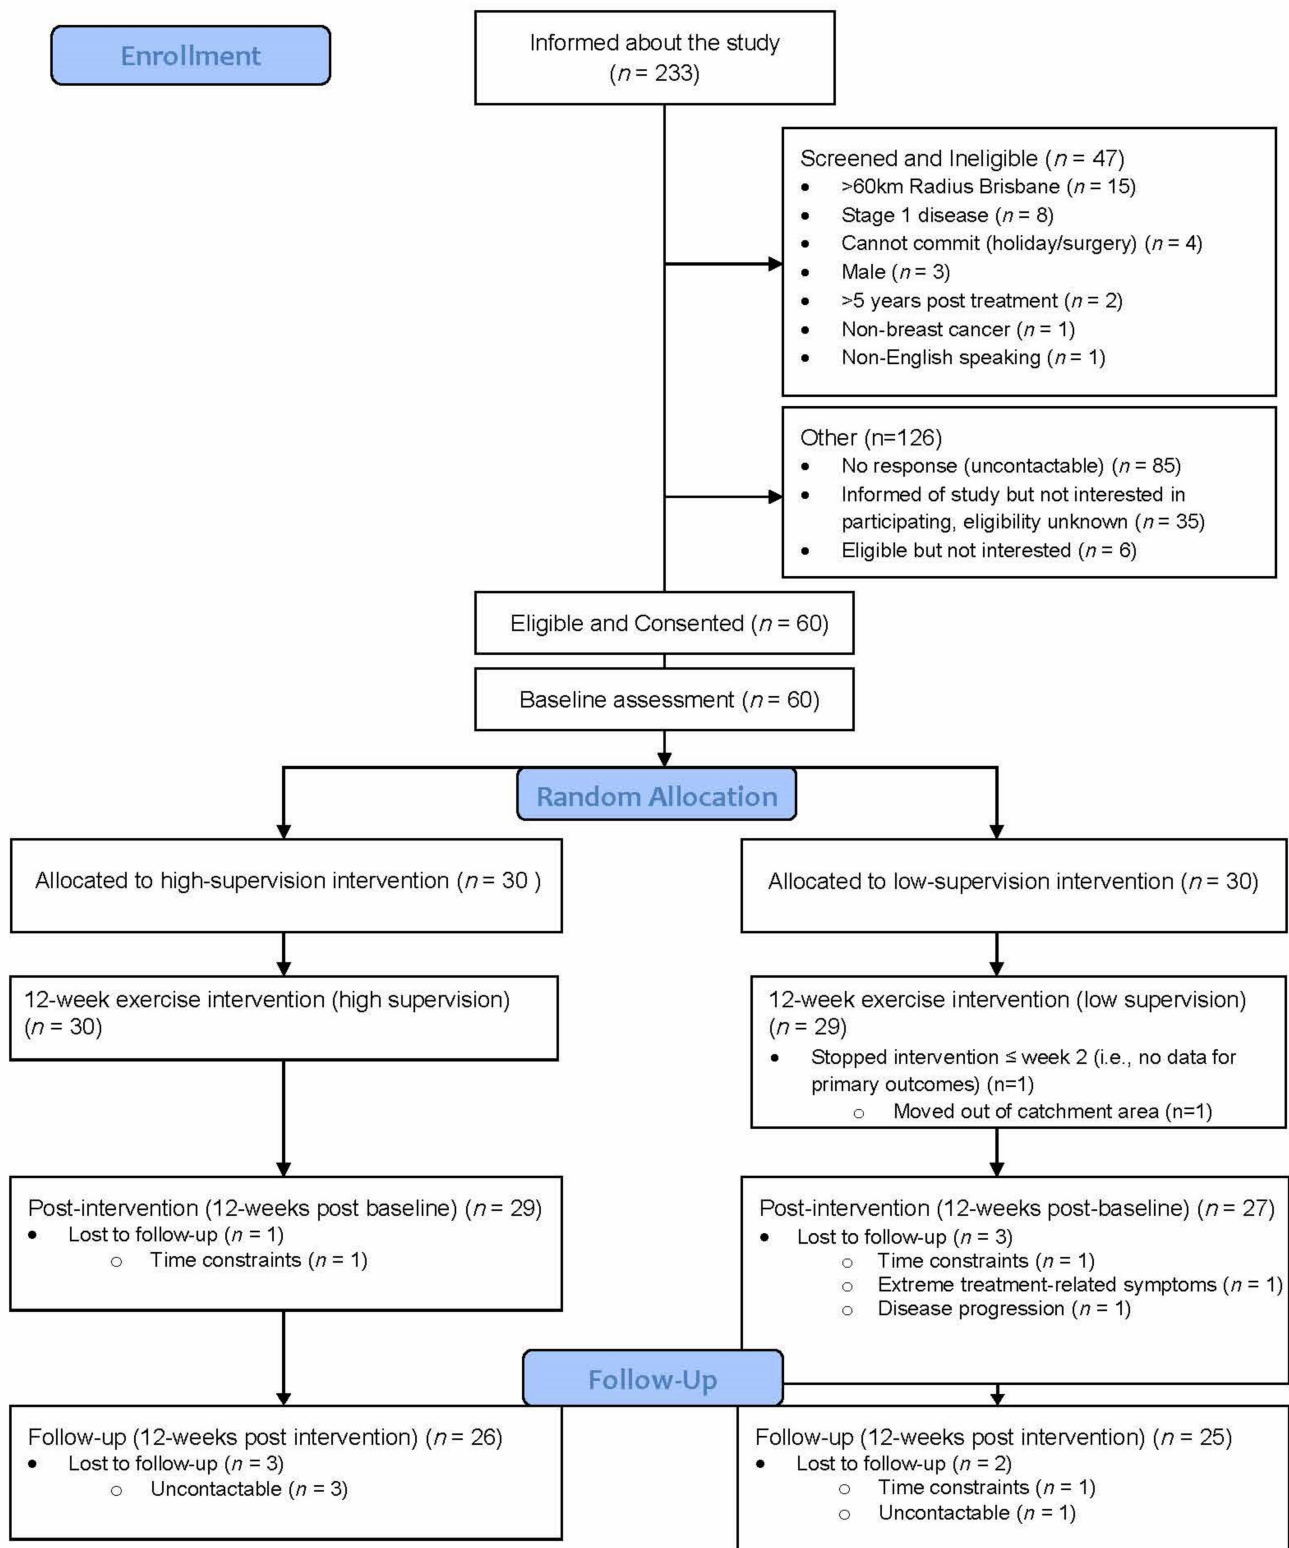 Enrollment
Informed about the study
(n = 233)
Screened and Ineligible (n = 47)
• >60km Radius Brisbane (n = 15)
• Stage 1 disease (n = 8)
• Cannot commit (holiday/surgery) (n = 4)
• Male (n = 3)
• >5 years post treatment (n = 2)
• Non-breast cancer (n = 1)
• Non-English speaking (n = 1)
Other (n=126)
• No response (uncontactable) (n = 85)
• Informed of study but not interested in
participating, eligibility unknown (n = 35)
• Eligible but not interested (n = 6)
Eligible and Consented (n = 60)
Baseline assessment (n = 60)
Random Allocation
Allocated to high-supervision intervention (n = 30 )
Allocated to low-supervision intervention (n = 30)
12-week exercise intervention (high supervision)
(n = 30)
12-week exercise intervention (low supervision)
(n = 29)
• Stopped intervention ≤ week 2 (i.e., no data for
primary outcomes) (n=1)
o Moved out of catchment area (n=1)
Post-intervention (12-weeks post baseline) (n = 29)
• Lost to follow-up (n = 1)
o Time constraints (n = 1)
Post-intervention (12-weeks post-baseline) (n = 27)
• Lost to follow-up (n = 3)
o Time constraints (n = 1)
o Extreme treatment-related symptoms (n = 1)
o Disease progression (n = 1)
Follow-Up
Follow-up (12-weeks post intervention) (n = 26)
• Lost to follow-up (n = 3)
o Uncontactable (n = 3)
Follow-up (12-weeks post intervention) (n = 25)
• Lost to follow-up (n = 2)
o Time constraints (n = 1)
o Uncontactable (n = 1)